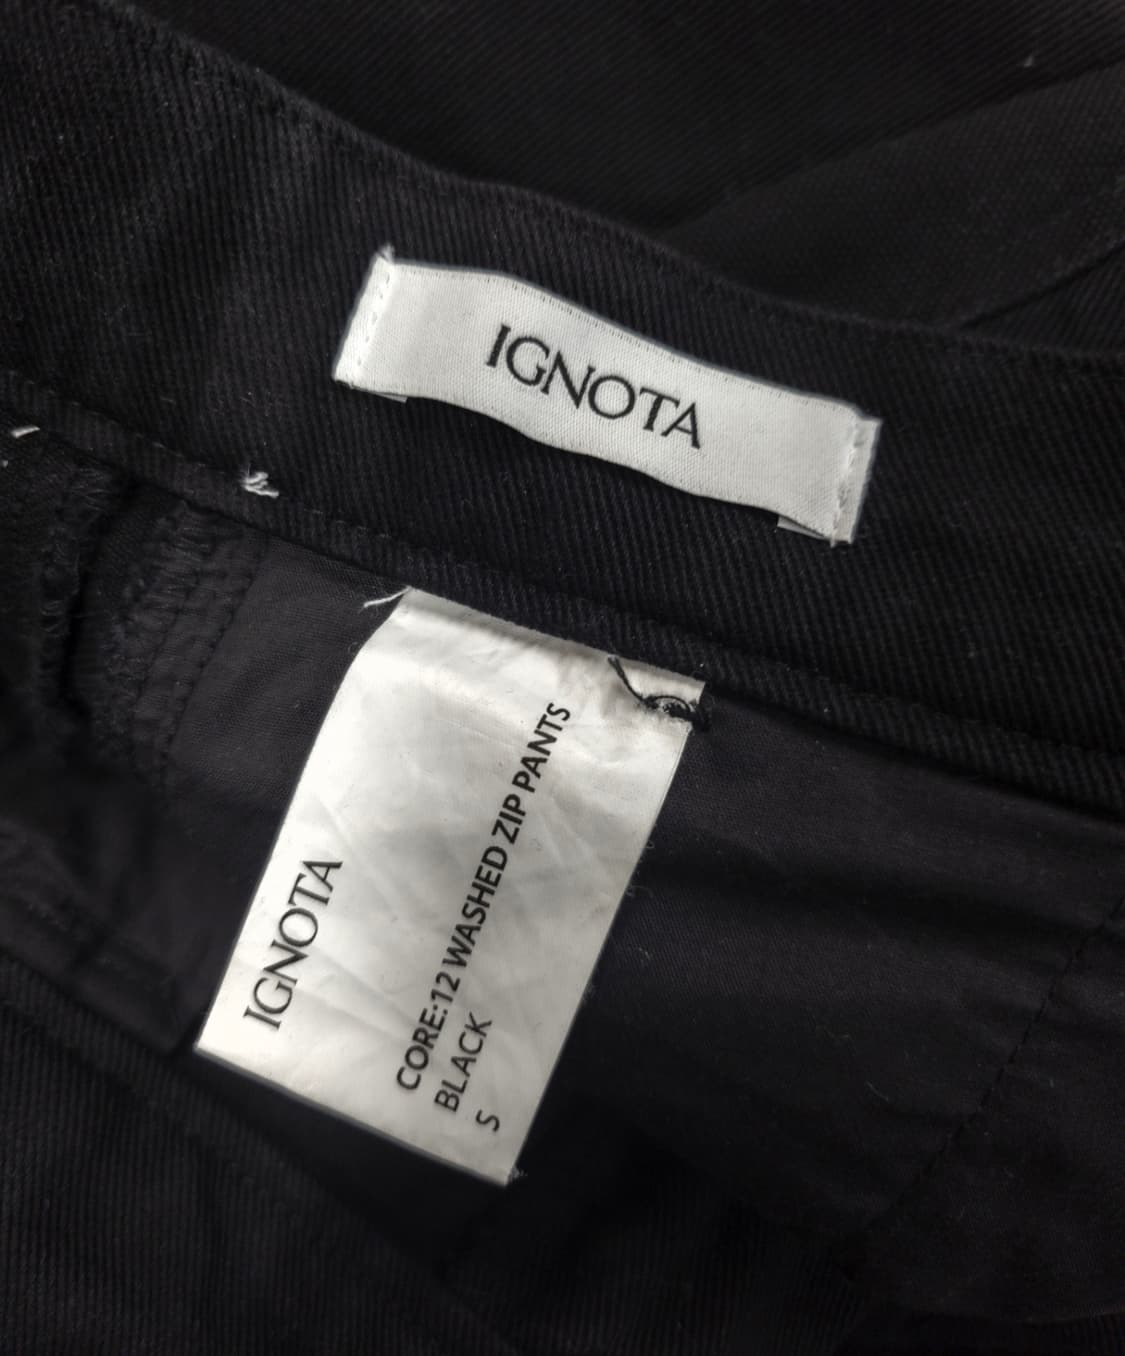 IGNOTA
IGNOTA
CORE:12 WASHED ZIP PANTS
BLACK
S